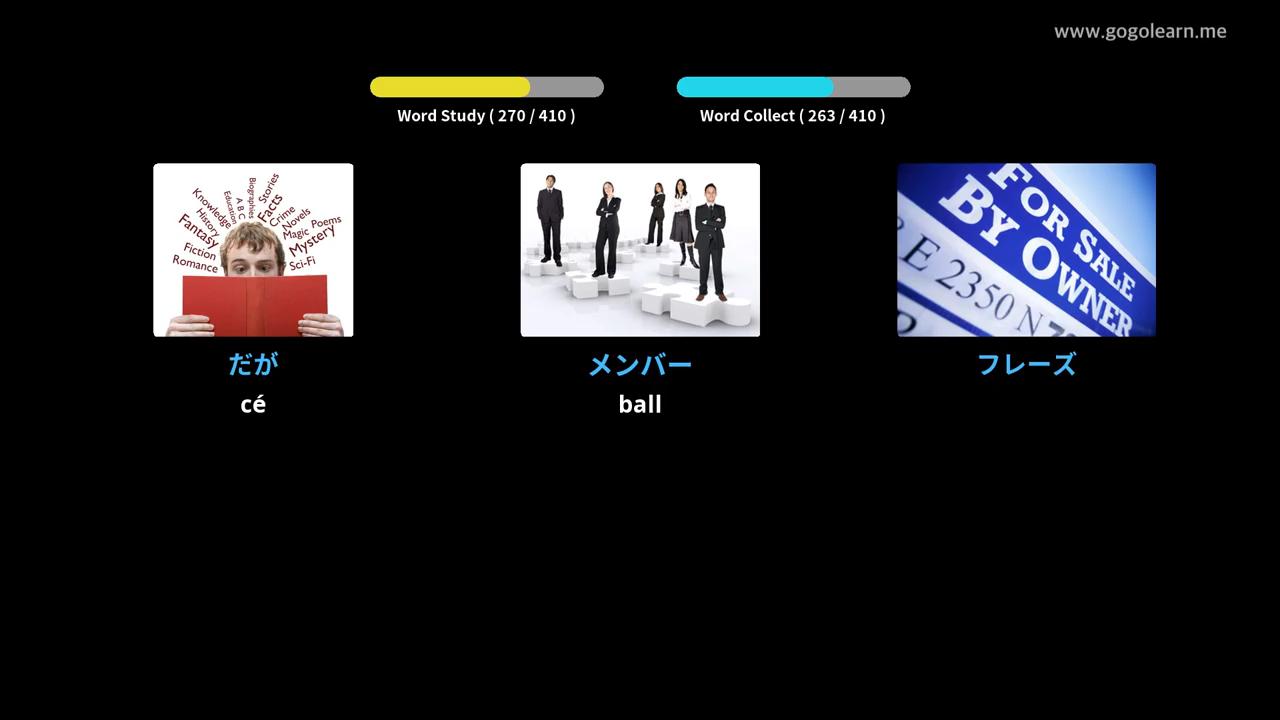 www.gogolearn.me
Word Study ( 270 / 410 )
Word Collect ( 263 / 410 )
Stories
Biographies
A B C
Education
Knowledge
History
Facts
Crime
Novels
Magic
Poems
Fantasy
Mystery
Fiction
Romance
Sci-Fi
FOR SALE
BY OWNER
E 2350 N
だが
メンバー
フレーズ
cé
ball